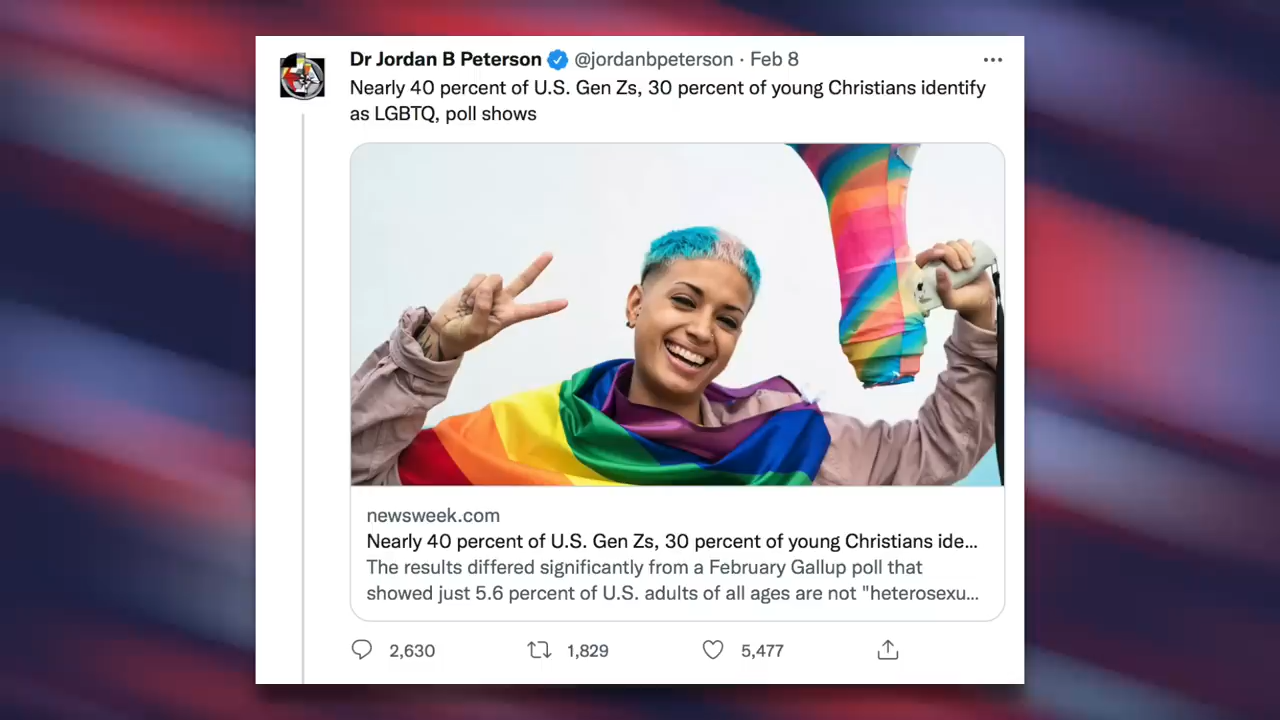 Dr Jordan B Peterson @jordanbpeterson · Feb 8
Nearly 40 percent of U.S. Gen Zs, 30 percent of young Christians identify
as LGBTQ, poll shows
newsweek.com
Nearly 40 percent of U.S. Gen Zs, 30 percent of young Christians ide...
The results differed significantly from a February Gallup poll that
showed just 5.6 percent of U.S. adults of all ages are not "heterosexu...
2,630 1,829 5,477